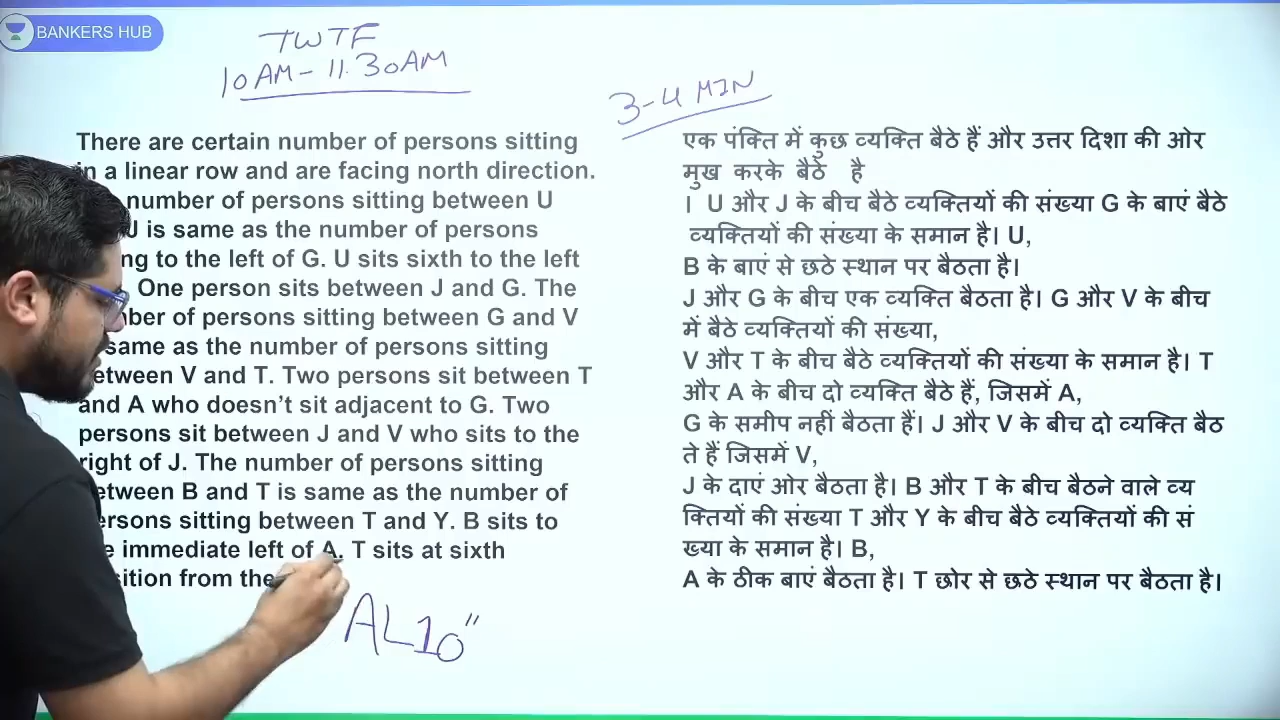 BANKERS HUB
TWTF
10AM - 11.30AM
3-4 MIN
There are certain number of persons sitting
in a linear row and are facing north direction.
number of persons sitting between U
J is same as the number of persons
to the left of G. U sits sixth to the left
One person sits between J and G. The
of persons sitting between G and V
same as the number of persons sitting
between V and T. Two persons sit between T
and A who doesn't sit adjacent to G. Two
persons sit between J and V who sits to the
right of J. The number of persons sitting
between B and T is same as the number of
persons sitting between T and Y. B sits to
immediate left of A. T sits at sixth
from the
AL10"
एक पंक्ति में कुछ व्यक्ति बैठे हैं और उत्तर दिशा की ओर
मुख करके बैठे है
। U और J के बीच बैठे व्यक्तियों की संख्या G के बाएं बैठे
व्यक्तियों की संख्या के समान है। U,
B के बाएं से छठे स्थान पर बैठता है।
J और G के बीच एक व्यक्ति बैठता है। G और V के बीच
में बैठे व्यक्तियों की संख्या,
V और T के बीच बैठे व्यक्तियों की संख्या के समान है। T
और A के बीच दो व्यक्ति बैठे हैं, जिसमें A,
G के समीप नहीं बैठता हैं। J और V के बीच दो व्यक्ति बैठ
ते हैं जिसमें V,
J के दाएं ओर बैठता है। B और T के बीच बैठने वाले व्य
क्तियों की संख्या T और Y के बीच बैठे व्यक्तियों की सं
ख्या के समान है। B,
A के ठीक बाएं बैठता है। T छोर से छठे स्थान पर बैठता है।